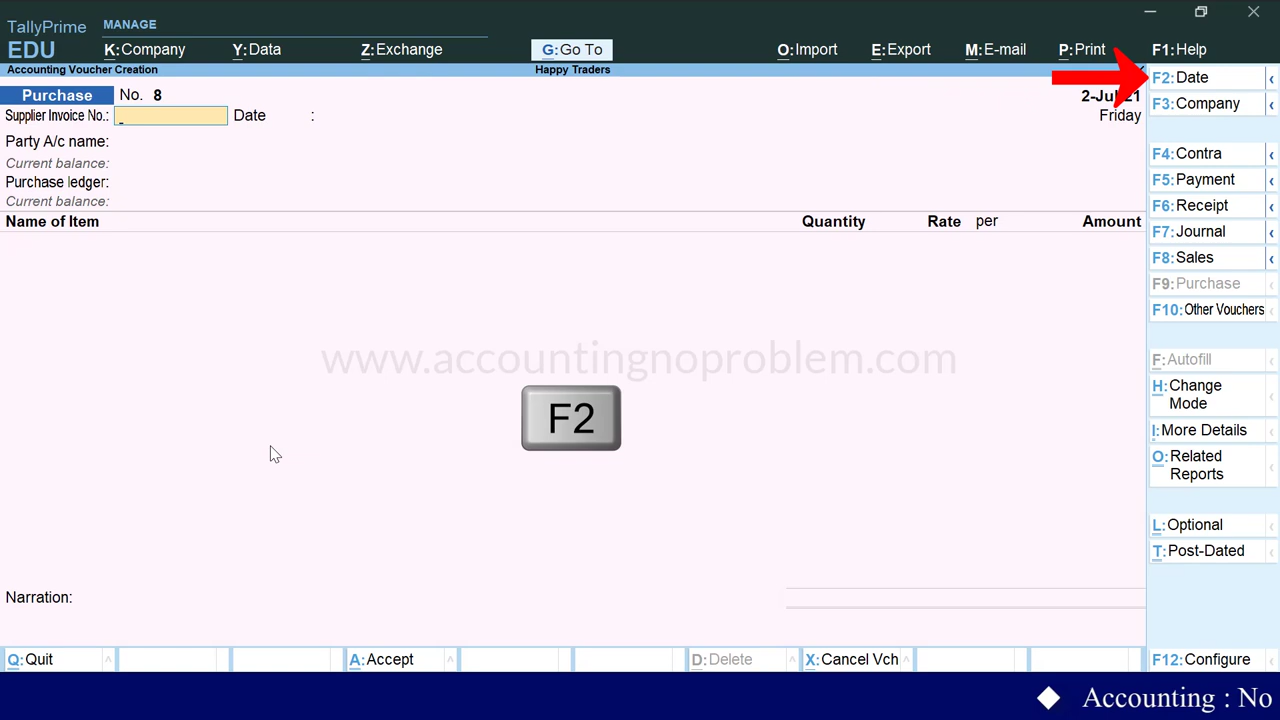 TallyPrime
EDU
MANAGE
K:Company Y:Data Z:Exchange G:Go To O:Import E:Export M:E-mail P:Print F1:Help
Accounting Voucher Creation Happy Traders
Purchase No. 8
Supplier Invoice No.: Date :
Friday
Party A/c name:
Current balance:
Purchase ledger:
Current balance:
Name of Item Quantity Rate per Amount
www.accountingnoproblem.com
F2
Narration:
F2:Date
F3:Company
F4:Contra
F5:Payment
F6:Receipt
F7:Journal
F8:Sales
F9:Purchase
F10:Other Vouchers
F:Autofill
H:Change
Mode
I:More Details
O:Related
Reports
L:Optional
T:Post-Dated
Q:Quit A:Accept D:Delete X:Cancel Vch F12:Configure
Accounting : No